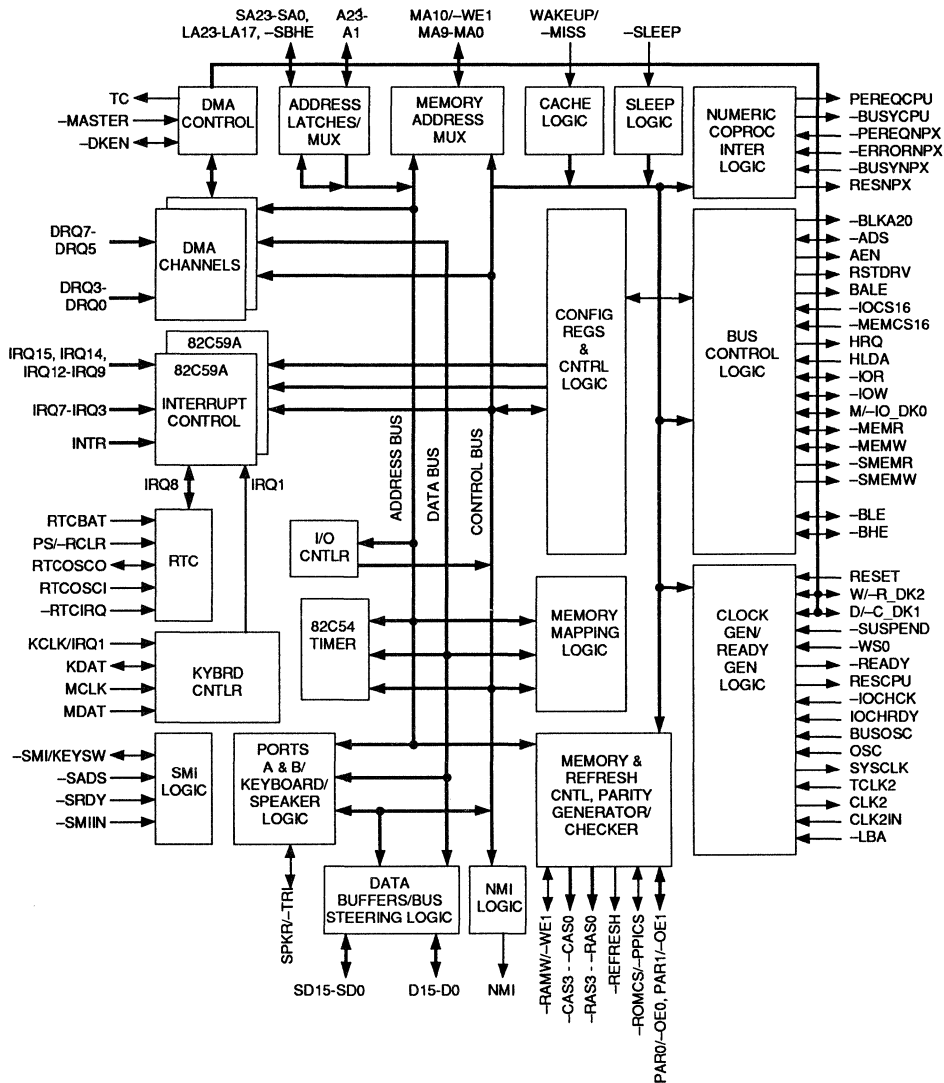 SA23-SA0,
LA23-LA17, –SBHE
A23-
A1
MA10/–WE1
MA9-MA0
WAKEUP/
–MISS
–SLEEP
TC
–MASTER
–DKEN
DMA
CONTROL
ADDRESS
LATCHES/
MUX
MEMORY
ADDRESS
MUX
CACHE
LOGIC
SLEEP
LOGIC
NUMERIC
COPROC
INTER
LOGIC
PEREQCPU
–BUSYCPU
–PEREQNPX
–ERRORNPX
–BUSYNPX
RESNPX
DRQ7-
DRQ5
DRQ3-
DRQ0
DMA
CHANNELS
CONFIG
REGS
&
CNTRL
LOGIC
BUS
CONTROL
LOGIC
–BLKA20
–ADS
AEN
RSTDRV
BALE
–IOCS16
–MEMCS16
HRQ
HLDA
–IOR
–IOW
M/–IO_DK0
–MEMR
–MEMW
–SMEMR
–SMEMW
–BLE
–BHE
IRQ15, IRQ14,
IRQ12-IRQ9
IRQ7-IRQ3
INTR
82C59A
82C59A
INTERRUPT
CONTROL
IRQ8
IRQ1
ADDRESS BUS
DATA BUS
CONTROL BUS
RTCBAT
PS/–RCLR
RTCOSCO
RTCOSCI
–RTCIRQ
RTC
I/O
CNTLR
82C54
TIMER
MEMORY
MAPPING
LOGIC
CLOCK
GEN/
READY
GEN
LOGIC
RESET
W/–R_DK2
D/–C_DK1
–SUSPEND
–WS0
–READY
RESCPU
–IOCHCK
IOCHRDY
BUSOSC
OSC
SYSCLK
TCLK2
CLK2
CLK2IN
–LBA
KCLK/IRQ1
KDAT
MCLK
MDAT
KYBRD
CNTLR
–SMI/KEYSW
–SADS
–SRDY
–SMIIN
SMI
LOGIC
PORTS
A & B/
KEYBOARD/
SPEAKER
LOGIC
MEMORY &
REFRESH
CNTL, PARITY
GENERATOR/
CHECKER
SPKR/–TRI
DATA
BUFFERS/BUS
STEERING LOGIC
NMI
LOGIC
SD15-SD0
D15-D0
NMI
–RAMW/–WE1
–CAS3 - –CAS0
–RAS3 - –RAS0
–REFRESH
–ROMCS/–PPICS
PAR0/–OE0, PAR1/–OE1